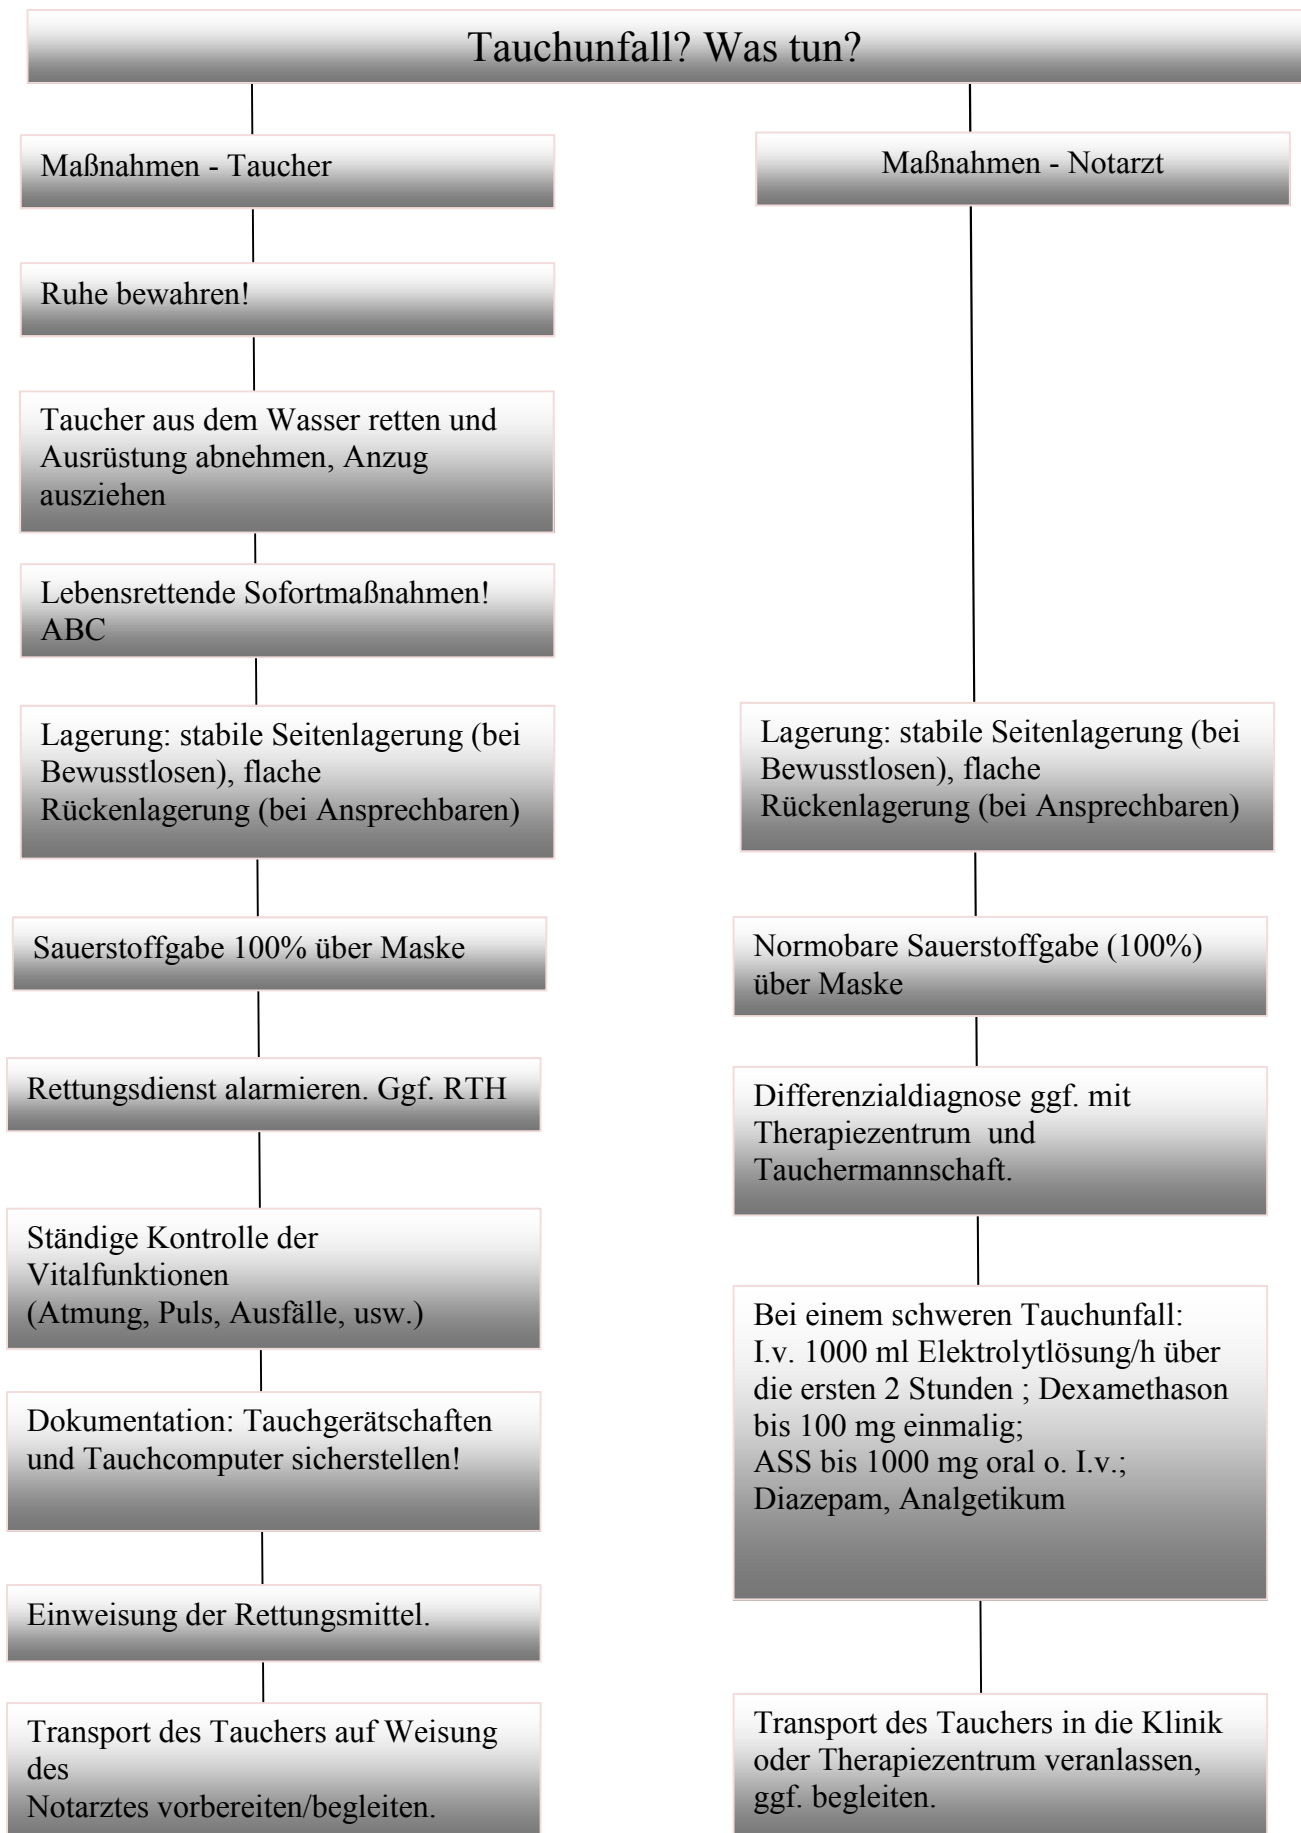 Tauchunfall? Was tun?
Maßnahmen - Taucher
Ruhe bewahren!
Taucher aus dem Wasser retten und
Ausrüstung abnehmen, Anzug
ausziehen
Lebensrettende Sofortmaßnahmen!
ABC
Lagerung: stabile Seitenlagerung (bei
Bewusstlosen), flache
Rückenlagerung (bei Ansprechbaren)
Sauerstoffgabe 100% über Maske
Rettungsdienst alarmieren. Ggf. RTH
Ständige Kontrolle der
Vitalfunktionen
(Atmung, Puls, Ausfälle, usw.)
Dokumentation: Tauchgerätschaften
und Tauchcomputer sicherstellen!
Einweisung der Rettungsmittel.
Transport des Tauchers auf Weisung
des
Notarztes vorbereiten/begleiten.
Maßnahmen - Notarzt
Lagerung: stabile Seitenlagerung (bei
Bewusstlosen), flache
Rückenlagerung (bei Ansprechbaren)
Normobare Sauerstoffgabe (100%)
über Maske
Differenzialdiagnose ggf. mit
Therapiezentrum und
Tauchermannschaft.
Bei einem schweren Tauchunfall:
I.v. 1000 ml Elektrolytlösung/h über
die ersten 2 Stunden ; Dexamethason
bis 100 mg einmalig;
ASS bis 1000 mg oral o. I.v.;
Diazepam, Analgetikum
Transport des Tauchers in die Klinik
oder Therapiezentrum veranlassen,
ggf. begleiten.